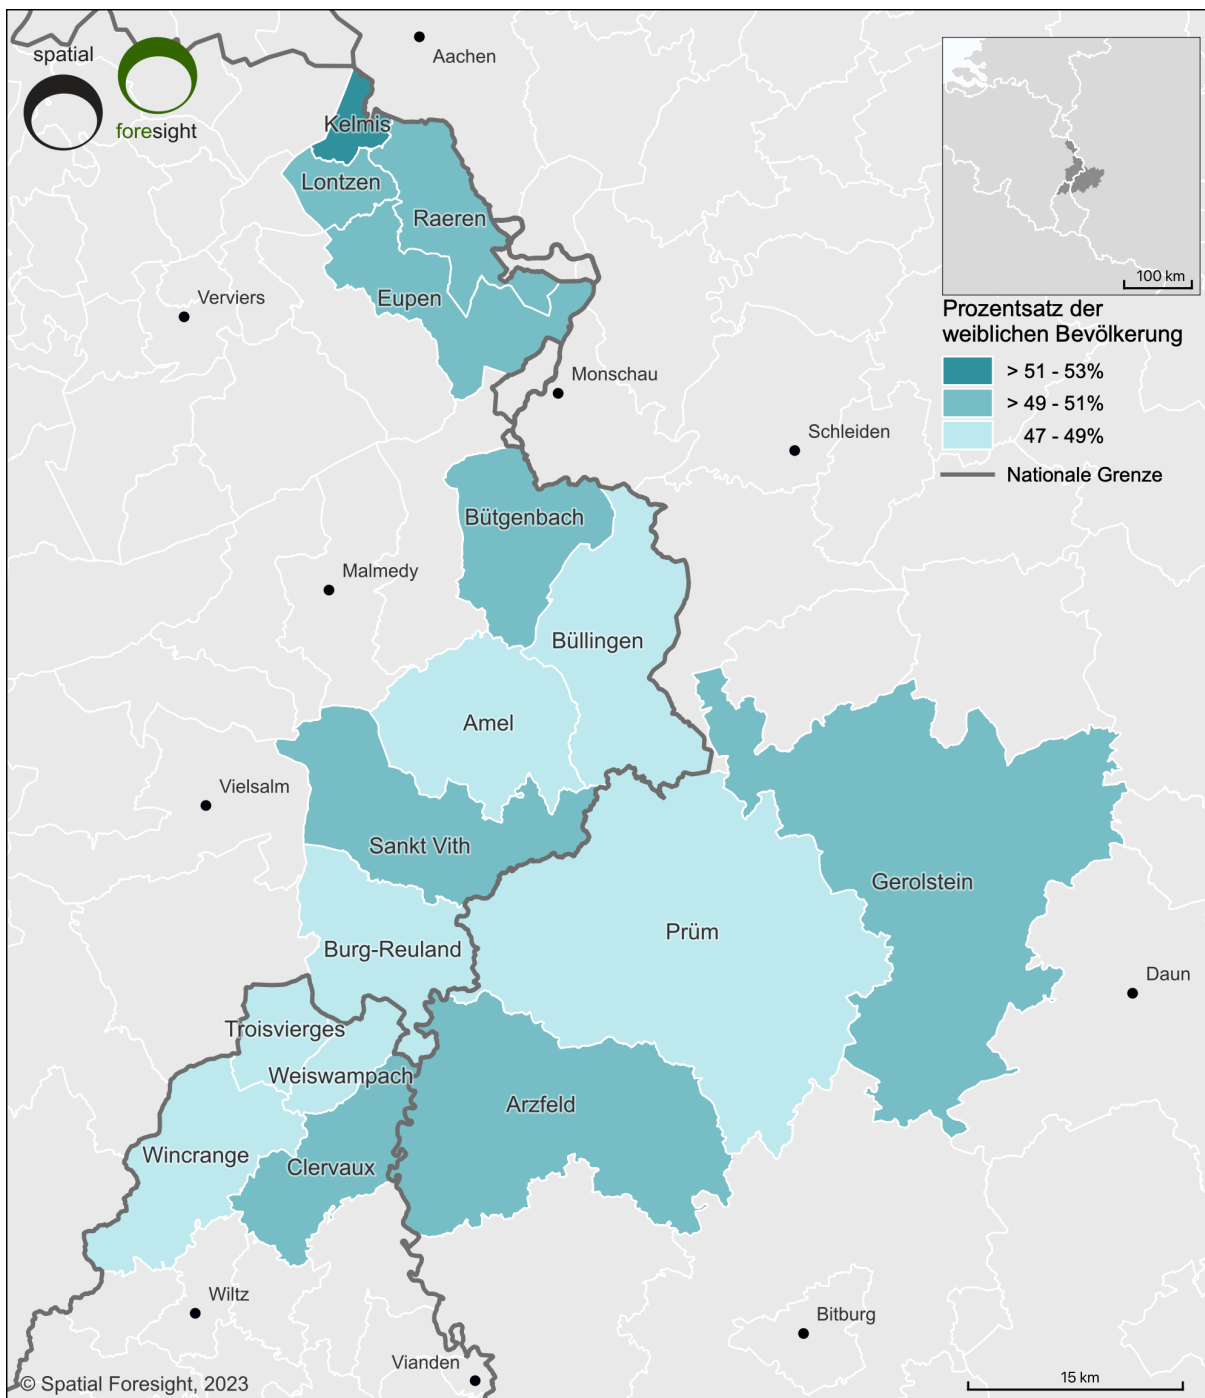 spatial
foresight
Aachen
Kelmis
Lontzen
Raeren
Eupen
Verviers
Monschau
Schleiden
100 km
Prozentsatz der
weiblichen Bevölkerung
> 51 - 53%
> 49 - 51%
47 - 49%
Nationale Grenze
Bütgenbach
Malmedy
Büllingen
Amel
Vielsalm
Sankt Vith
Gerolstein
Prüm
Burg-Reuland
Daun
Troisvierges
Weiswampach
Arzfeld
Wincrange
Clervaux
Wiltz
Bitburg
Vianden
15 km
© Spatial Foresight, 2023